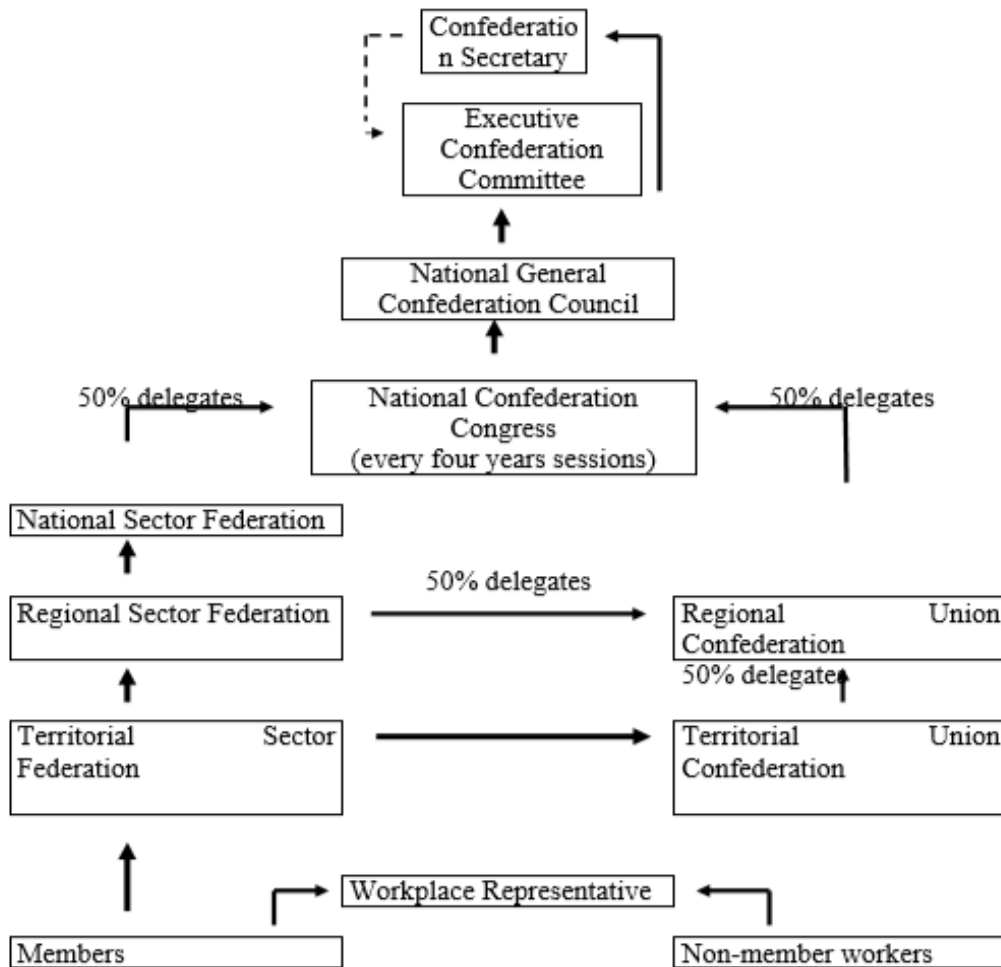 Confederatio
n Secretary
Executive
Confederation
Committee
National General
Confederation Council
50% delegates
National Confederation
Congress
(every four years sessions)
50% delegates
National Sector Federation
50% delegates
Regional Sector Federation
Regional Union
Confederation
50% delegates
Territorial Sector
Federation
Territorial Union
Confederation
Workplace Representative
Members
Non-member workers